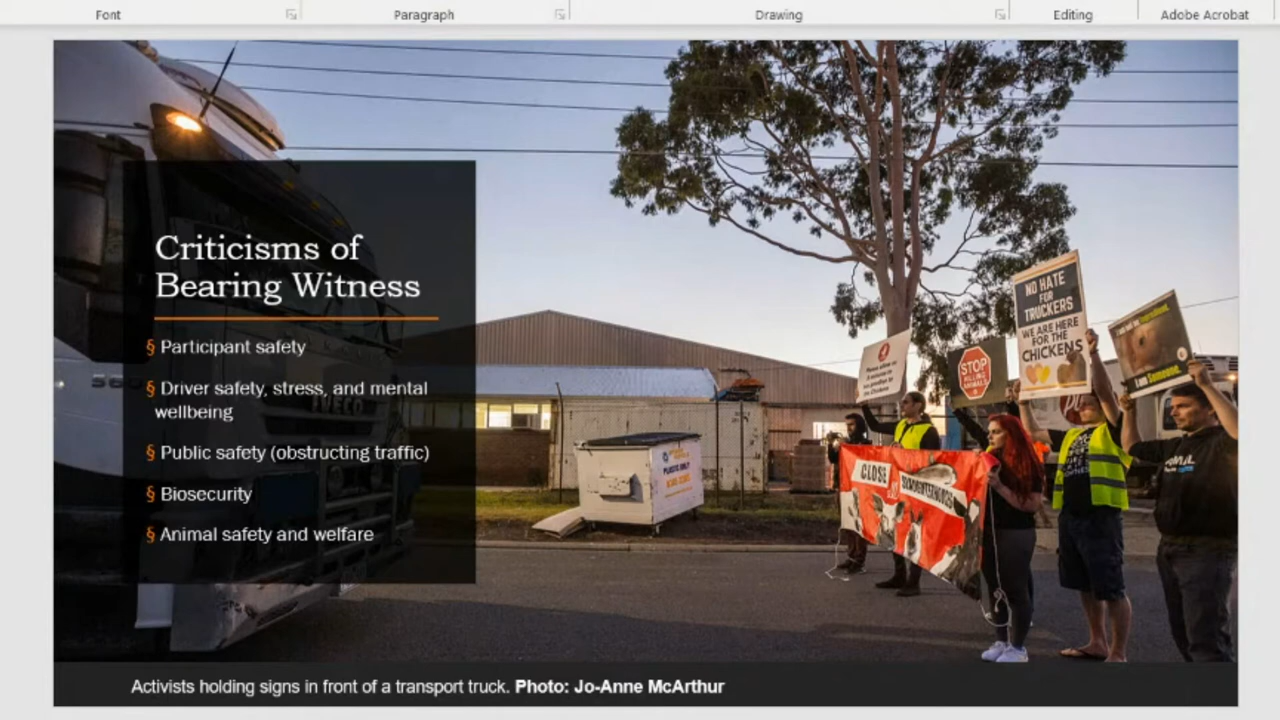 Font
Paragraph
Drawing
Editing
Adobe Acrobat
Criticisms of
Bearing Witness
§ Participant safety
§ Driver safety, stress, and mental
wellbeing
§ Public safety (obstructing traffic)
§ Biosecurity
§ Animal safety and welfare
IVECO
NO HATE
FOR
TRUCKERS
WE ARE HERE
FOR THE
CHICKENS
STOP
KILLING
ANIMALS
I am Someone.
CLOSE
SLAUGHTERHOUSES
Activists holding signs in front of a transport truck. Photo: Jo-Anne McArthur